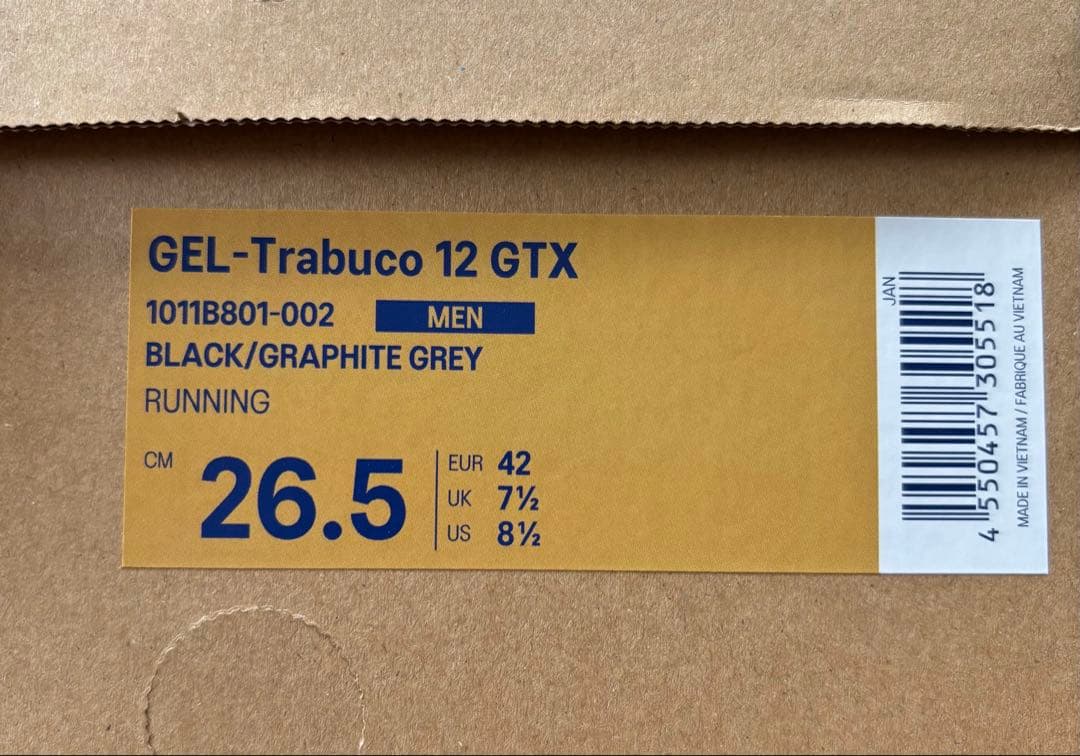 GEL-Trabuco 12 GTX
1011B801-002 MEN
BLACK/GRAPHITE GREY
RUNNING
CM 26.5
EUR 42
UK 7½
US 8½
JAN
4 550457 305518
MADE IN VIETNAM / FABRIQUE AU VIETNAM